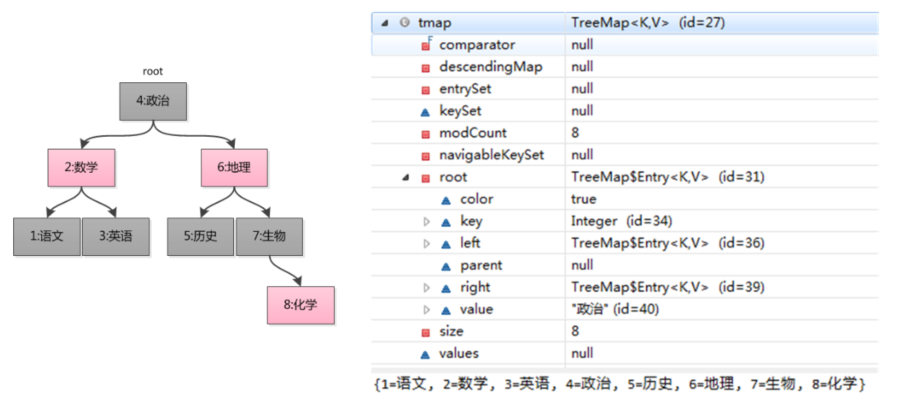 root
4:政治
2:数学
6:地理
1:语文
3:英语
5:历史
7:生物
8:化学
tmap TreeMap<K,V> (id=27)
comparator null
descendingMap null
entrySet null
keySet null
modCount 8
navigableKeySet null
root TreeMap$Entry<K,V> (id=31)
color true
key Integer (id=34)
left TreeMap$Entry<K,V> (id=36)
parent null
right TreeMap$Entry<K,V> (id=39)
value "政治" (id=40)
size 8
values null
{1=语文, 2=数学, 3=英语, 4=政治, 5=历史, 6=地理, 7=生物, 8=化学}